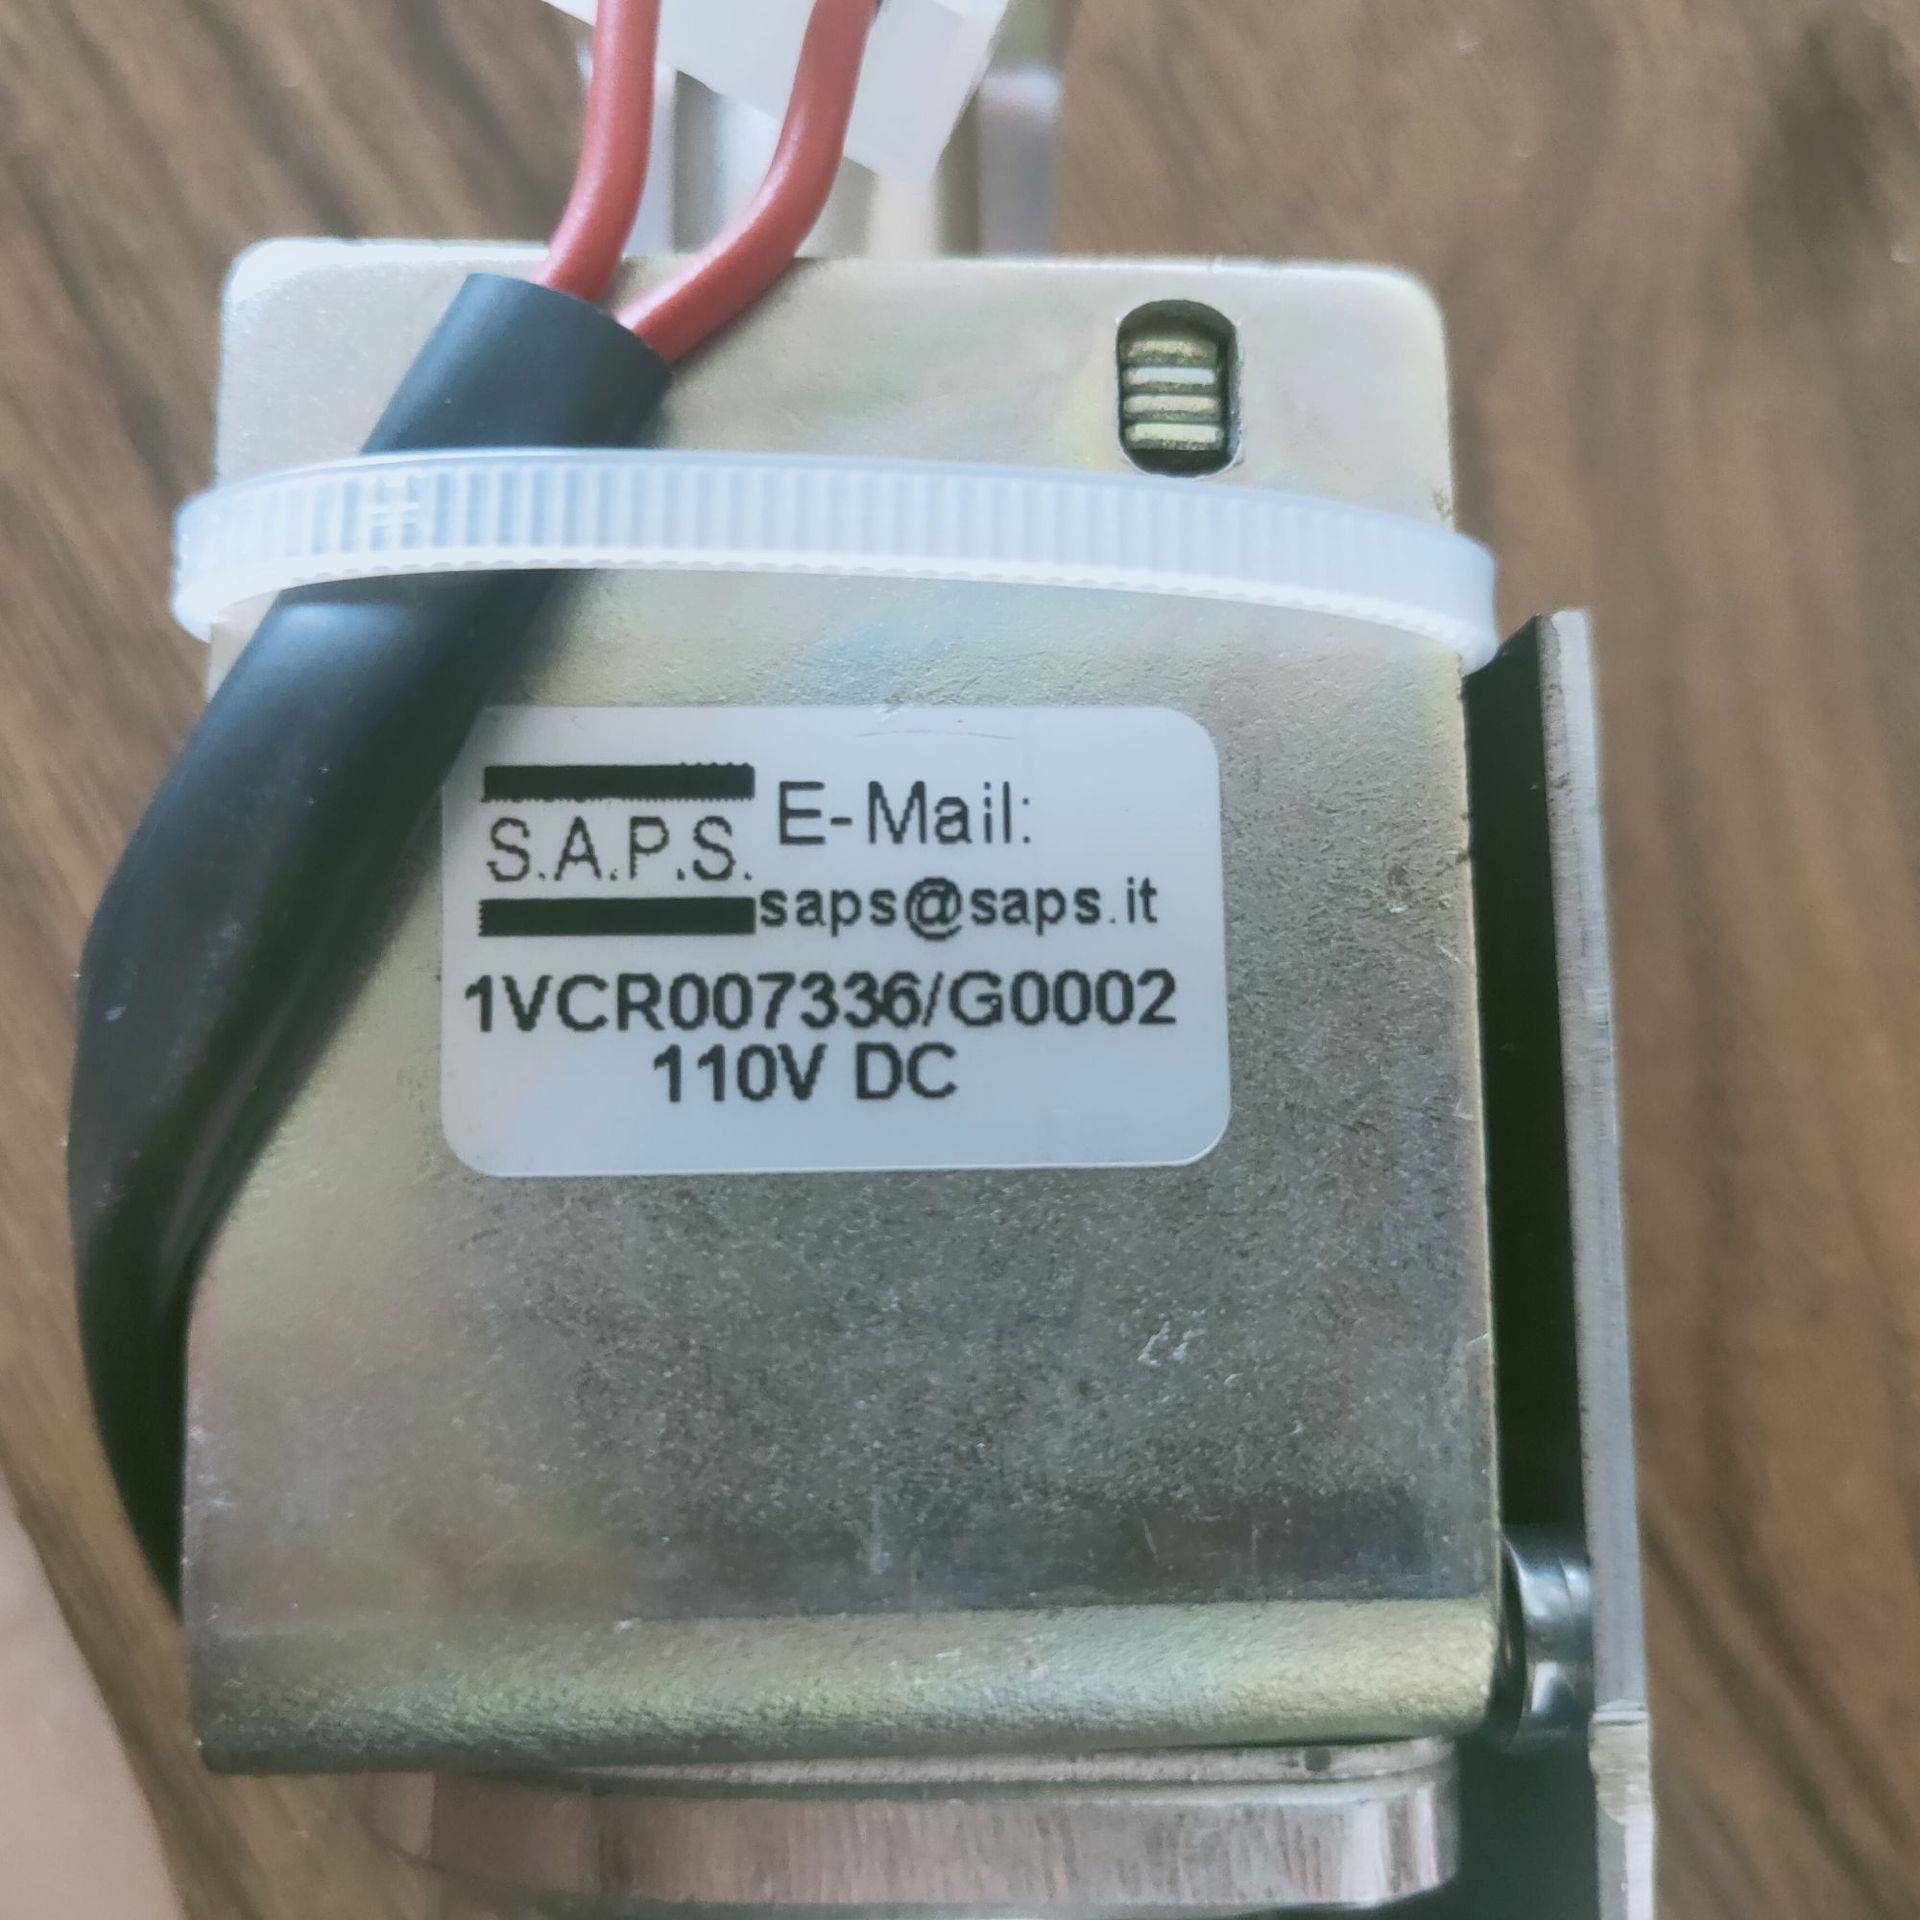 S.A.P.S.
E-Mail:
saps@saps.it
1VCR007336/G0002
110V DC